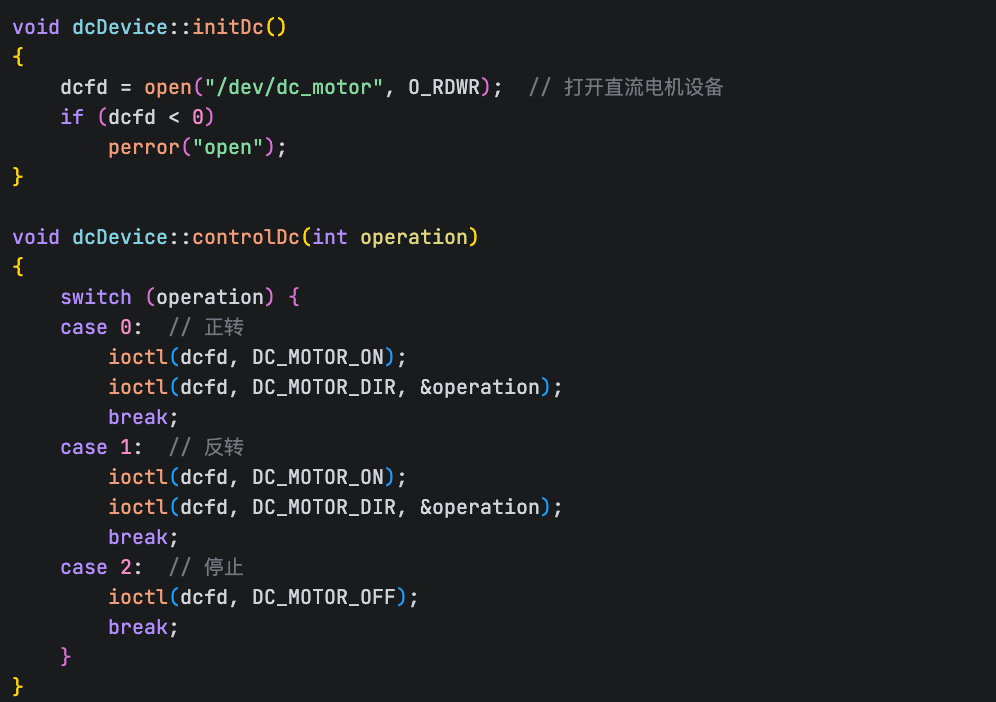 void dcDevice::initDc()
{
    dcfd = open("/dev/dc_motor", O_RDWR);  // 打开直流电机设备
    if (dcfd < 0)
        perror("open");
}

void dcDevice::controlDc(int operation)
{
    switch (operation) {
    case 0:  // 正转
        ioctl(dcfd, DC_MOTOR_ON);
        ioctl(dcfd, DC_MOTOR_DIR, &operation);
        break;
    case 1:  // 反转
        ioctl(dcfd, DC_MOTOR_ON);
        ioctl(dcfd, DC_MOTOR_DIR, &operation);
        break;
    case 2:  // 停止
        ioctl(dcfd, DC_MOTOR_OFF);
        break;
    }
}